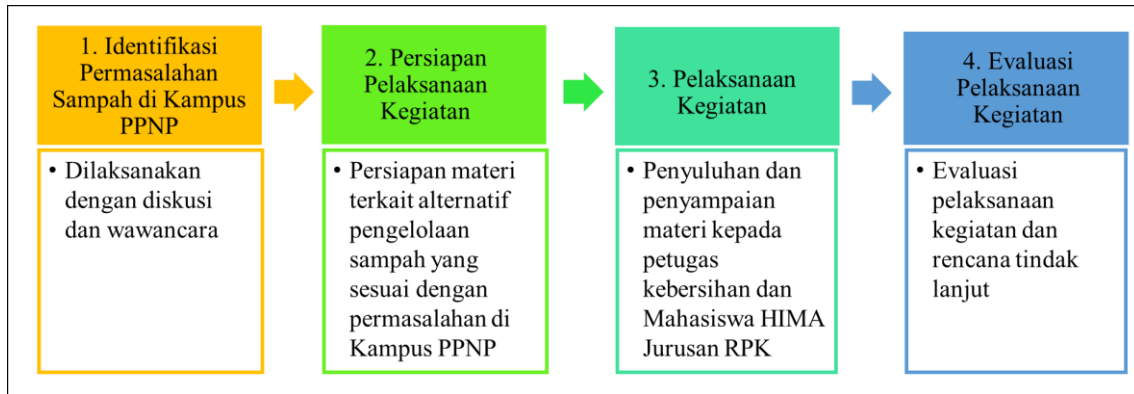 1. Identifikasi
Permasalahan
Sampah di Kampus
PPNP
• Dilaksanakan
dengan diskusi
dan wawancara
2. Persiapan
Pelaksanaan
Kegiatan
• Persiapan materi
terkait alternatif
pengelolaan
sampah yang
sesuai dengan
permasalahan di
Kampus PPNP
3. Pelaksanaan
Kegiatan
• Penyuluhan dan
penyampaian
materi kepada
petugas
kebersihan dan
Mahasiswa HIMA
Jurusan RPK
4. Evaluasi
Pelaksanaan
Kegiatan
• Evaluasi
pelaksanaan
kegiatan dan
rencana tindak
lanjut